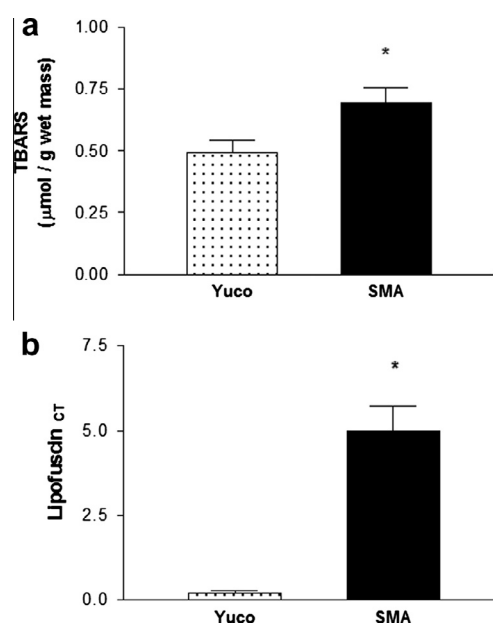 a
1.00
0.75
0.50
0.25
0.00
TBARS
(μmol / g wet mass)
*
Yuco
SMA
b
7.5
5.0
2.5
0.0
Lipofuscin CT
*
Yuco
SMA